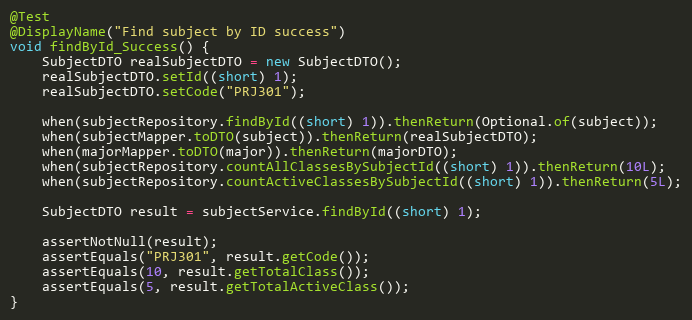 @Test
@DisplayName("Find subject by ID success")
void findById_Success() {
    SubjectDTO realSubjectDTO = new SubjectDTO();
    realSubjectDTO.setId((short) 1);
    realSubjectDTO.setCode("PRJ301");

    when(subjectRepository.findById((short) 1)).thenReturn(Optional.of(subject));
    when(subjectMapper.toDTO(subject)).thenReturn(realSubjectDTO);
    when(majorMapper.toDTO(major)).thenReturn(majorDTO);
    when(subjectRepository.countAllClassesBySubjectId((short) 1)).thenReturn(10L);
    when(subjectRepository.countActiveClassesBySubjectId((short) 1)).thenReturn(5L);

    SubjectDTO result = subjectService.findById((short) 1);

    assertNotNull(result);
    assertEquals("PRJ301", result.getCode());
    assertEquals(10, result.getTotalClass());
    assertEquals(5, result.getTotalActiveClass());
}